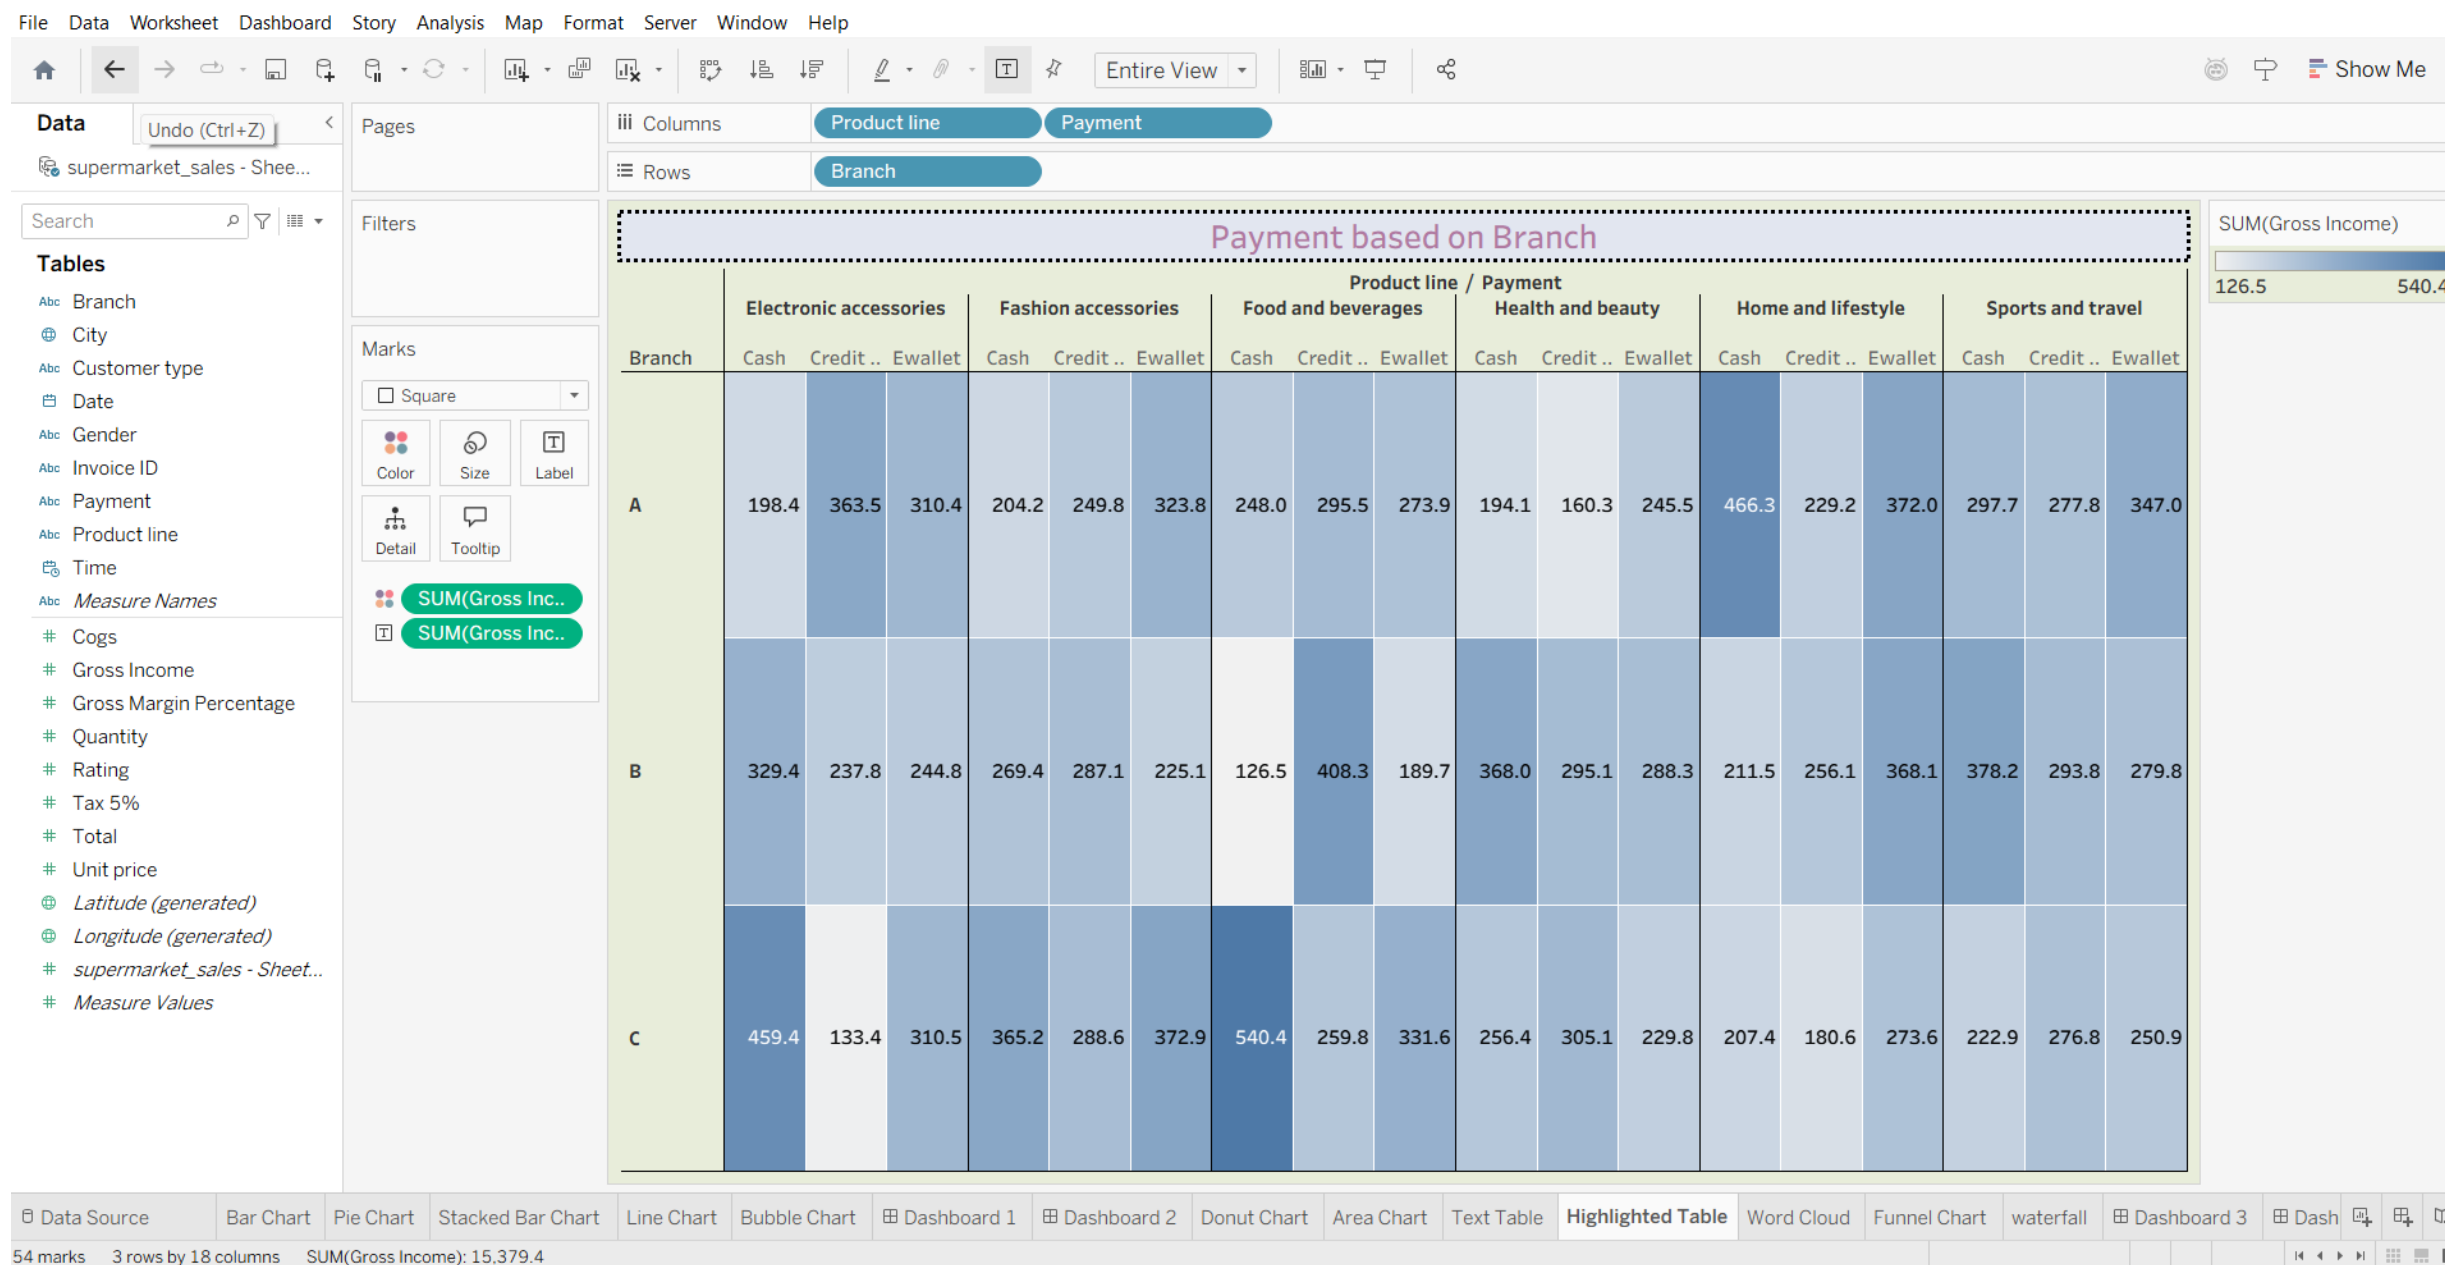 File Data Worksheet Dashboard Story Analysis Map Format Server Window Help
Entire View
Show Me
Data
Undo (Ctrl+Z)
supermarket_sales - Shee...
Search
Tables
Abc Branch
City
Abc Customer type
Date
Abc Gender
Abc Invoice ID
Abc Payment
Abc Product line
Time
Abc Measure Names
# Cogs
# Gross Income
# Gross Margin Percentage
# Quantity
# Rating
# Tax 5%
# Total
# Unit price
Latitude (generated)
Longitude (generated)
# supermarket_sales - Sheet...
# Measure Values
Pages
Filters
Marks
Square
Color Size Label
Detail Tooltip
SUM(Gross Inc..
SUM(Gross Inc..
Columns Product line Payment
Rows Branch
Payment based on Branch
Product line / Payment
Electronic accessories Fashion accessories Food and beverages Health and beauty Home and lifestyle Sports and travel
Branch Cash Credit .. Ewallet Cash Credit .. Ewallet Cash Credit .. Ewallet Cash Credit .. Ewallet Cash Credit .. Ewallet Cash Credit .. Ewallet
A 198.4 363.5 310.4 204.2 249.8 323.8 248.0 295.5 273.9 194.1 160.3 245.5 466.3 229.2 372.0 297.7 277.8 347.0
B 329.4 237.8 244.8 269.4 287.1 225.1 126.5 408.3 189.7 368.0 295.1 288.3 211.5 256.1 368.1 378.2 293.8 279.8
C 459.4 133.4 310.5 365.2 288.6 372.9 540.4 259.8 331.6 256.4 305.1 229.8 207.4 180.6 273.6 222.9 276.8 250.9
SUM(Gross Income)
126.5 540.4
Data Source Bar Chart Pie Chart Stacked Bar Chart Line Chart Bubble Chart Dashboard 1 Dashboard 2 Donut Chart Area Chart Text Table Highlighted Table Word Cloud Funnel Chart waterfall Dashboard 3 Dash
54 marks 3 rows by 18 columns SUM(Gross Income): 15,379.4